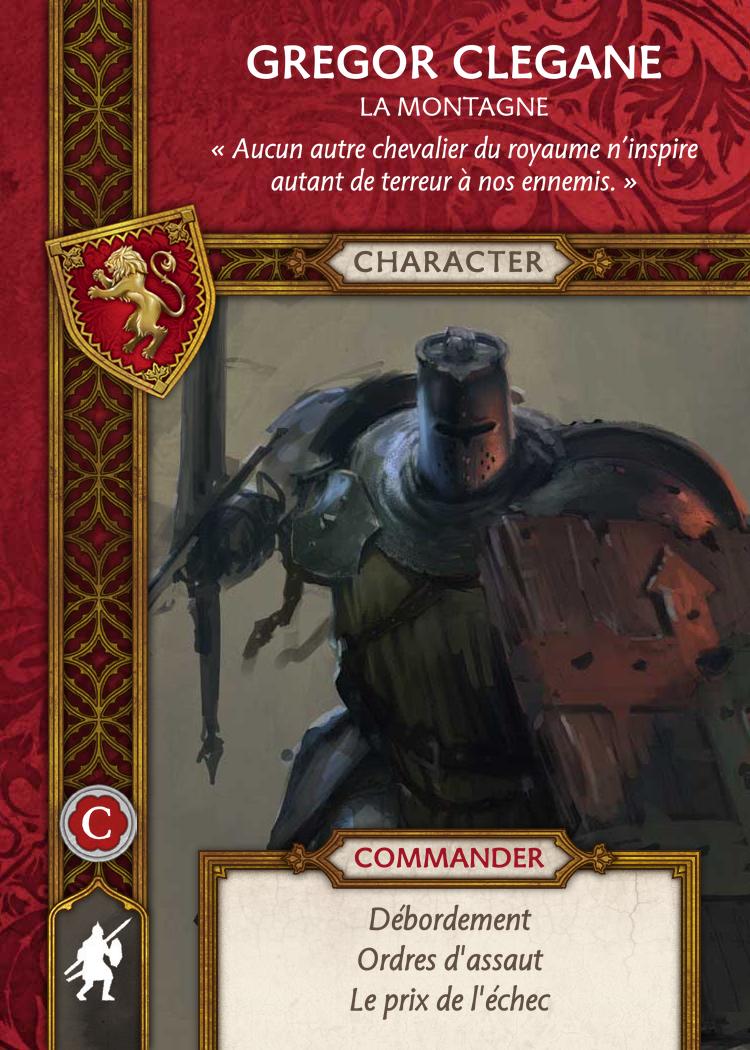 GREGOR CLEGANE
LA MONTAGNE
« Aucun autre chevalier du royaume n’inspire
autant de terreur à nos ennemis. »
CHARACTER
C
COMMANDER
Débordement
Ordres d'assaut
Le prix de l'échec